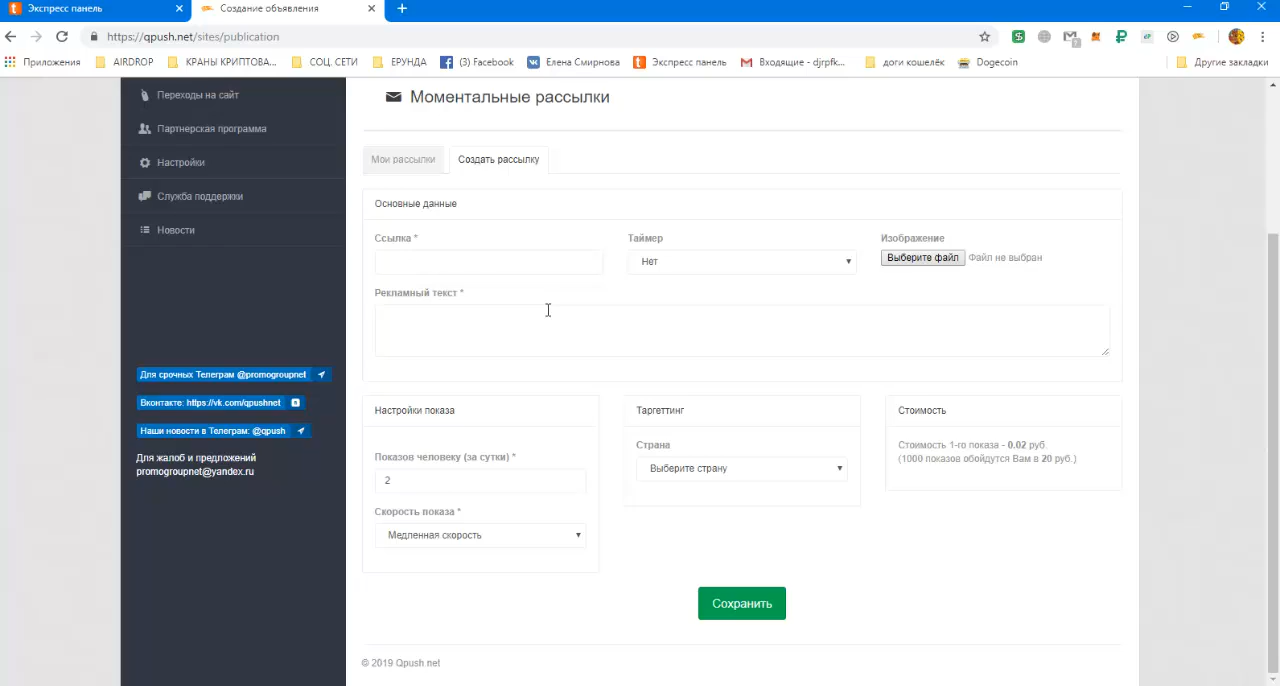 Экспресс панель
Создание объявления
https://qpush.net/sites/publication
Приложения
AIRDROP
КРАНЫ КРИПТОВА...
СОЦ. СЕТИ
ЕРУНДА
(3) Facebook
Елена Смирнова
Экспресс панель
Входящие - djrpfk...
доги кошелёк
Dogecoin
Другие закладки
Переходы на сайт
Партнерская программа
Настройки
Служба поддержки
Новости
Для срочных Телеграм @promogroupnet
Вконтакте: https://vk.com/qpushnet
Наши новости в Телеграм: @qpush
Для жалоб и предложений
promogroupnet@yandex.ru
Моментальные рассылки
Мои рассылки
Создать рассылку
Основные данные
Ссылка *
Таймер
Нет
Изображение
Выберите файл Файл не выбран
Рекламный текст *
Настройки показа
Показов человеку (за сутки) *
2
Скорость показа *
Медленная скорость
Таргеттинг
Страна
Выберите страну
Стоимость
Стоимость 1-го показа - 0.02 руб.
(1000 показов обойдутся Вам в 20 руб.)
Сохранить
© 2019 Qpush.net